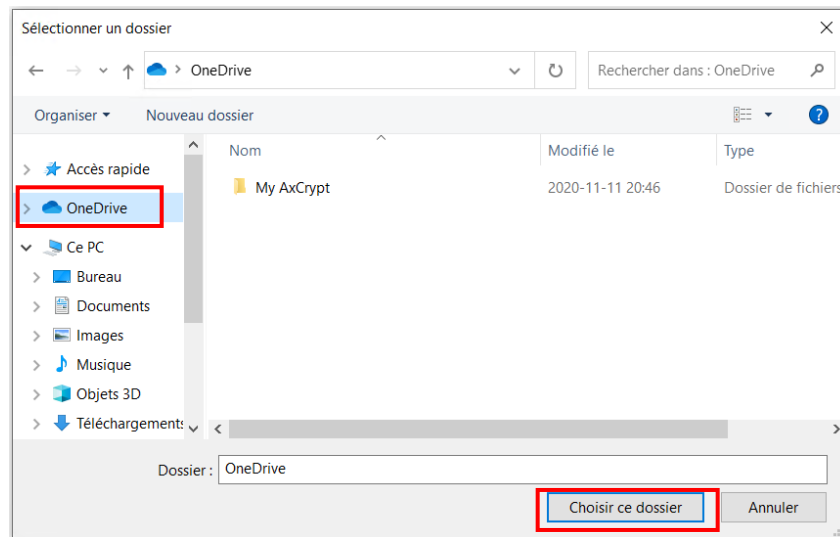 Sélectionner un dossier
OneDrive
Rechercher dans : OneDrive
Organiser
Nouveau dossier
?
Nom
Modifié le
Type
Accès rapide
My AxCrypt
2020-11-11 20:46
Dossier de fichiers
OneDrive
Ce PC
Bureau
Documents
Images
Musique
Objets 3D
Téléchargements
Dossier : OneDrive
Choisir ce dossier
Annuler